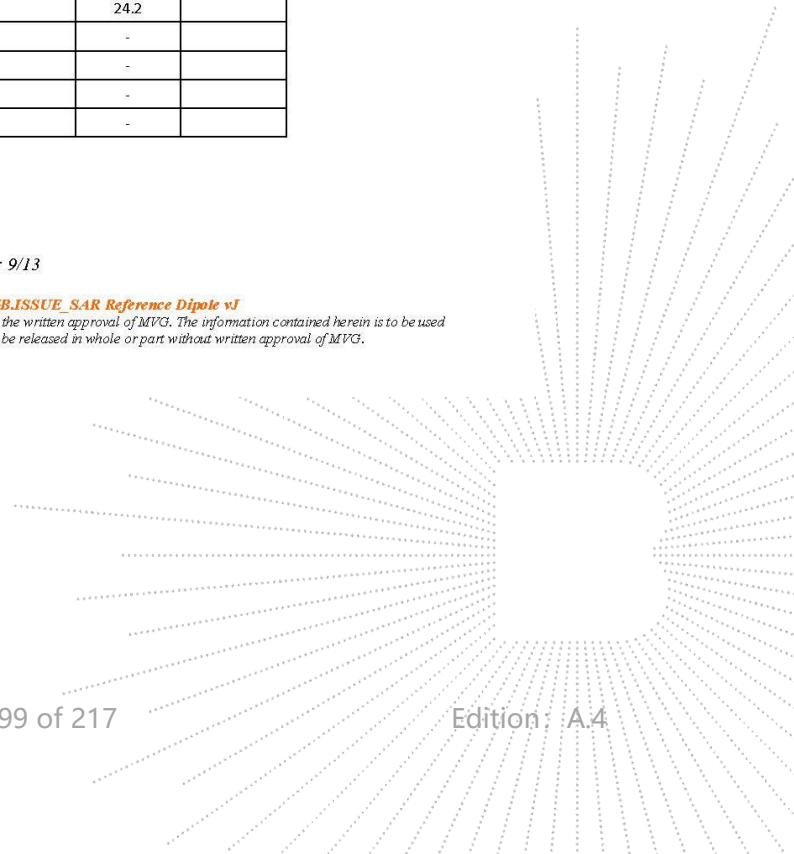 24.2
-
-
-
-
: 9/13
B.ISSUE_SAR Reference Dipole vJ
the written approval of MVG. The information contained herein is to be used
be released in whole or part without written approval of MVG.
99 of 217 Edition: A.4